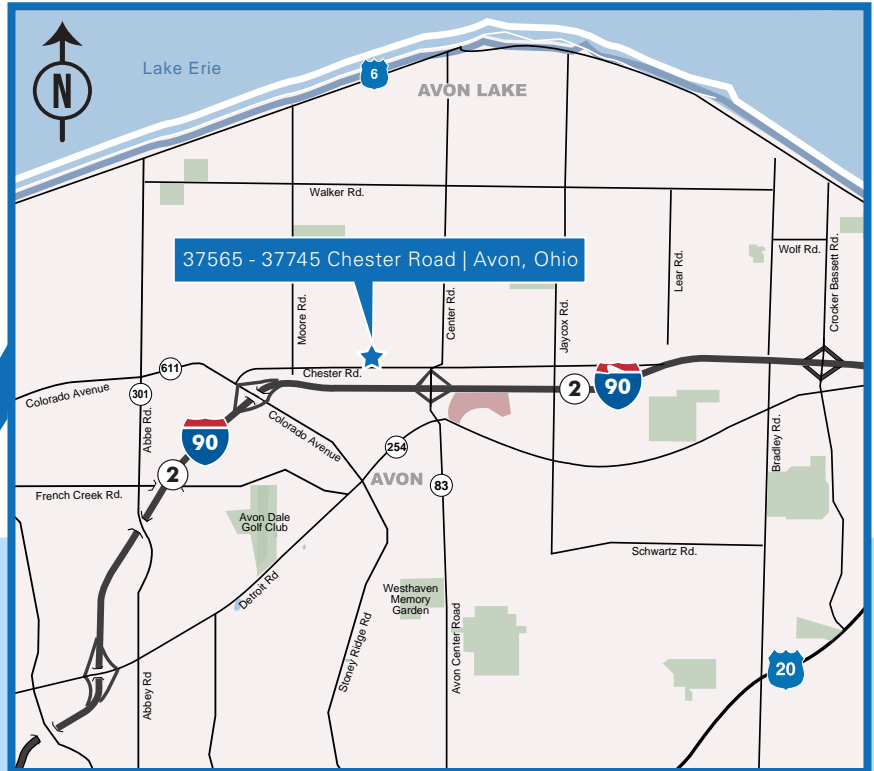 N
Lake Erie
6
AVON LAKE
Walker Rd.
37565 - 37745 Chester Road | Avon, Ohio
Wolf Rd.
Crocker Bassett Rd.
Lear Rd.
Moore Rd.
Center Rd.
Jaycox Rd.
Chester Rd.
611
301
Colorado Avenue
Abbe Rd.
2
90
Colorado Avenue
90
2
254
AVON
83
Bradley Rd.
French Creek Rd.
Avon Dale
Golf Club
Schwartz Rd.
Detroit Rd
Westhaven
Memory
Garden
Stoney Ridge Rd
Avon Center Road
Abbey Rd
20